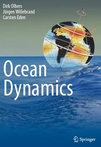 Dirk Olbers
Jürgen Willebrand
Carsten Eden
Ocean
Dynamics
Springer